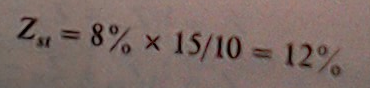 Zst = 8% × 15/10 = 12%